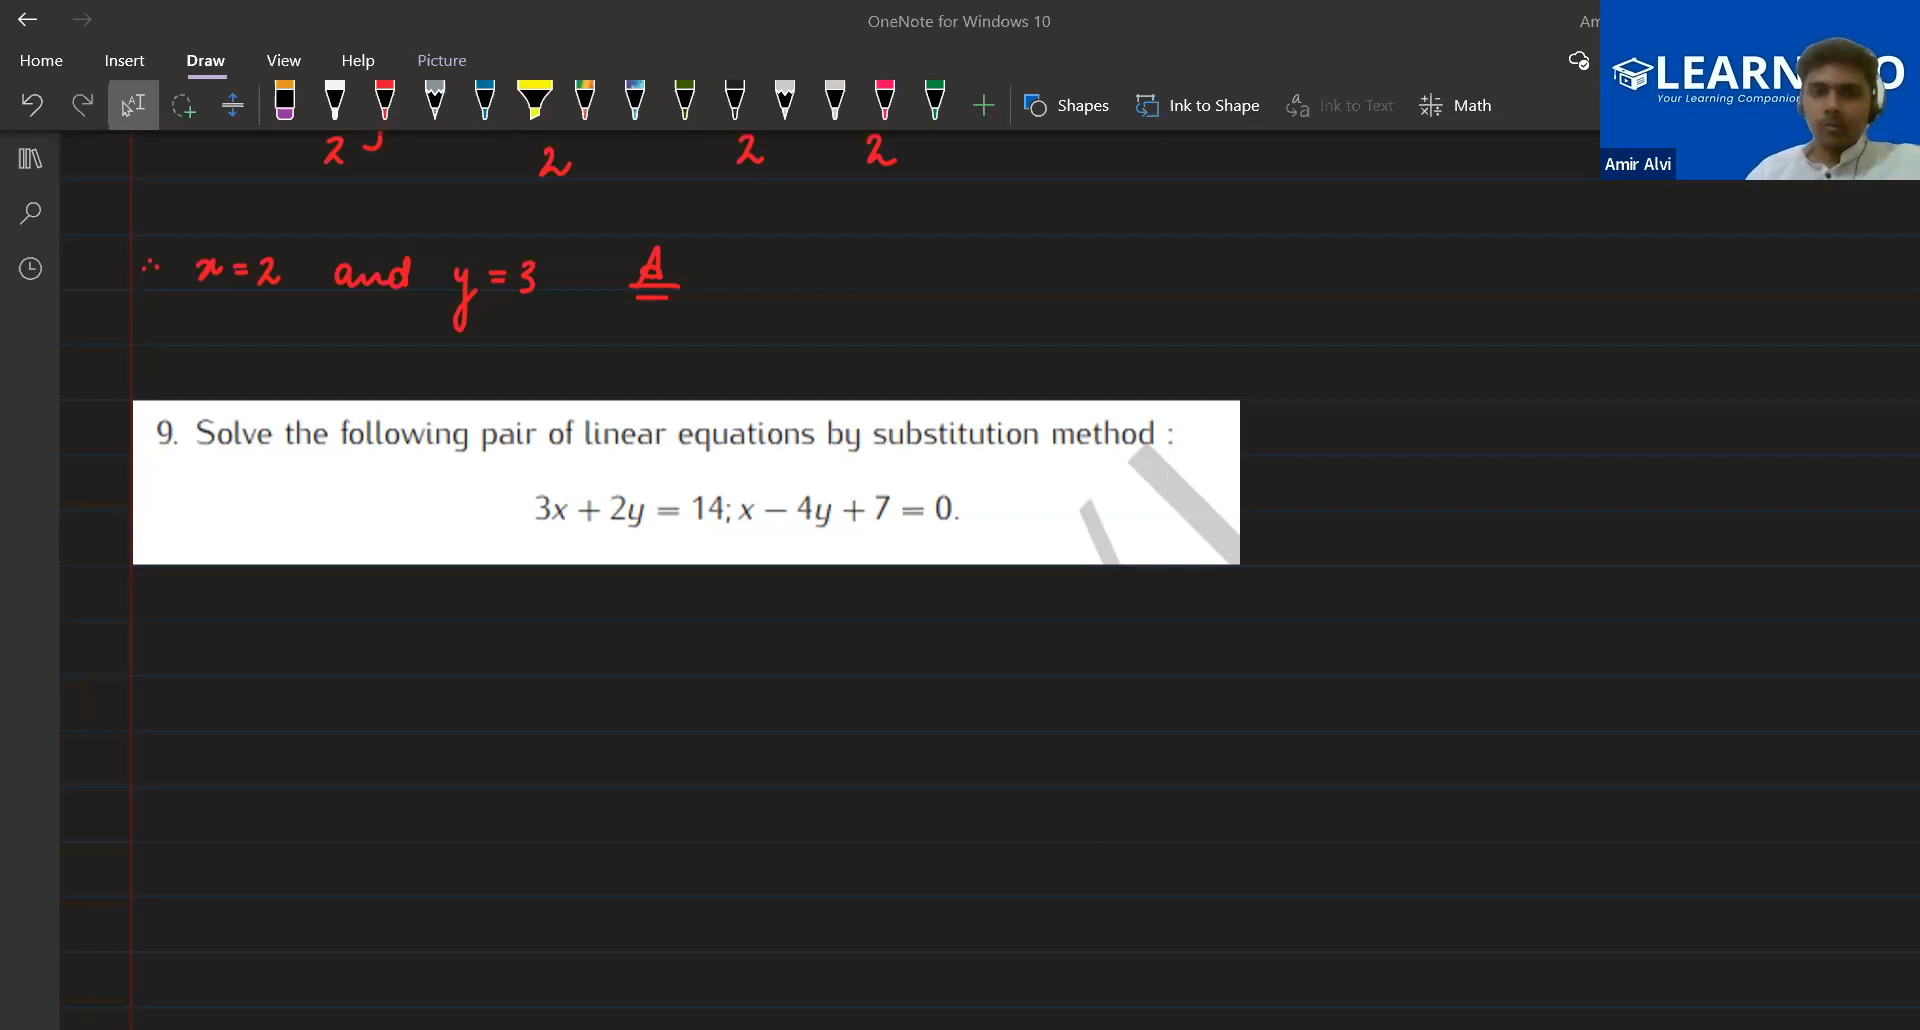 OneNote for Windows 10
Am
Home Insert Draw View Help Picture
Shapes Ink to Shape Ink to Text Math
LEARN O
Your Learning Companion
Amir Alvi
2 2 2 2
∴ x = 2 and y = 3 A
9. Solve the following pair of linear equations by substitution method :
3x + 2y = 14; x − 4y + 7 = 0.